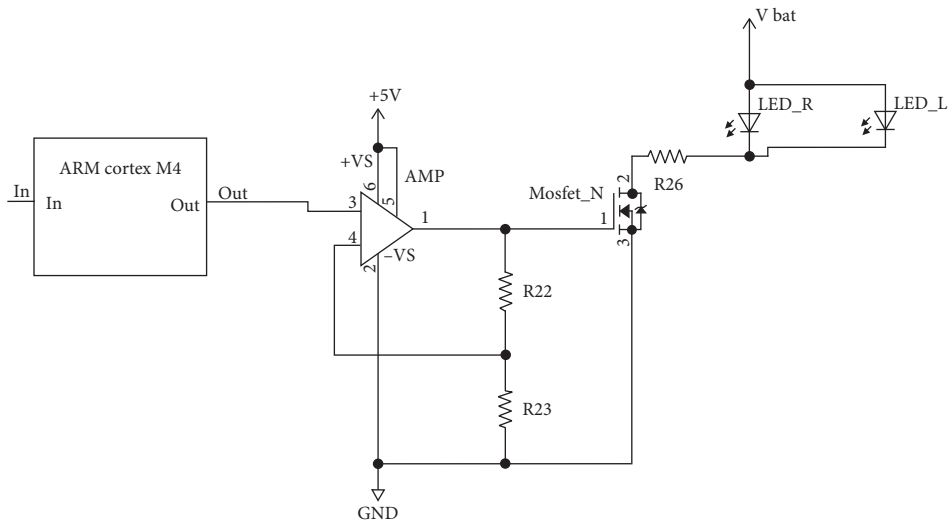 V bat
LED_R
LED_L
+5V
ARM cortex M4
+VS
AMP
6
5
2
R26
Mosfet_N
In
In
Out
Out
3
1
1
4
–VS
2
3
R22
R23
GND